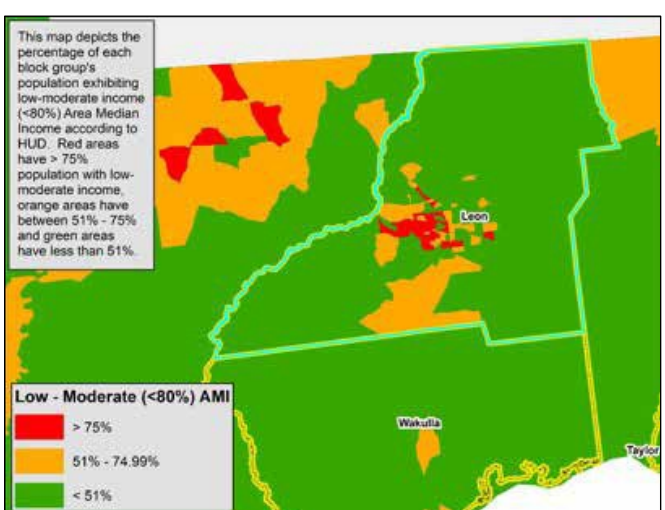 This map depicts the
percentage of each
block group's
population exhibiting
low-moderate income
(<80%) Area Median
Income according to
HUD. Red areas
have > 75%
population with low-
moderate income,
orange areas have
between 51% - 75%
and green areas
have less than 51%.
Leon
Low - Moderate (<80%) AMI
> 75%
51% - 74.99%
< 51%
Wakulla
Taylor